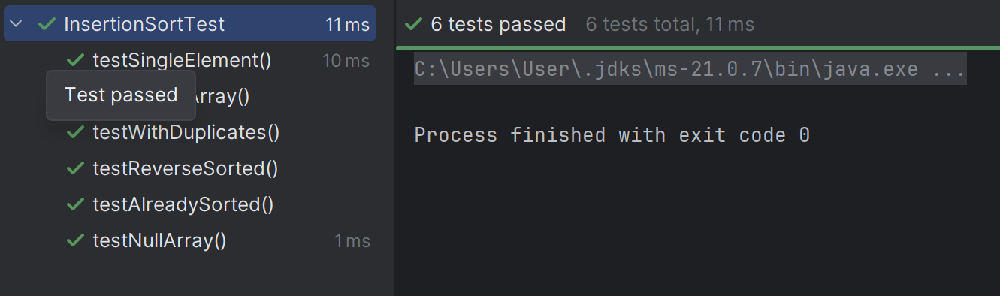 InsertionSortTest 11 ms
testSingleElement() 10 ms
Test passed rray()
testWithDuplicates()
testReverseSorted()
testAlreadySorted()
testNullArray() 1 ms
6 tests passed 6 tests total, 11 ms
C:\Users\User\.jdks\ms-21.0.7\bin\java.exe ...
Process finished with exit code 0